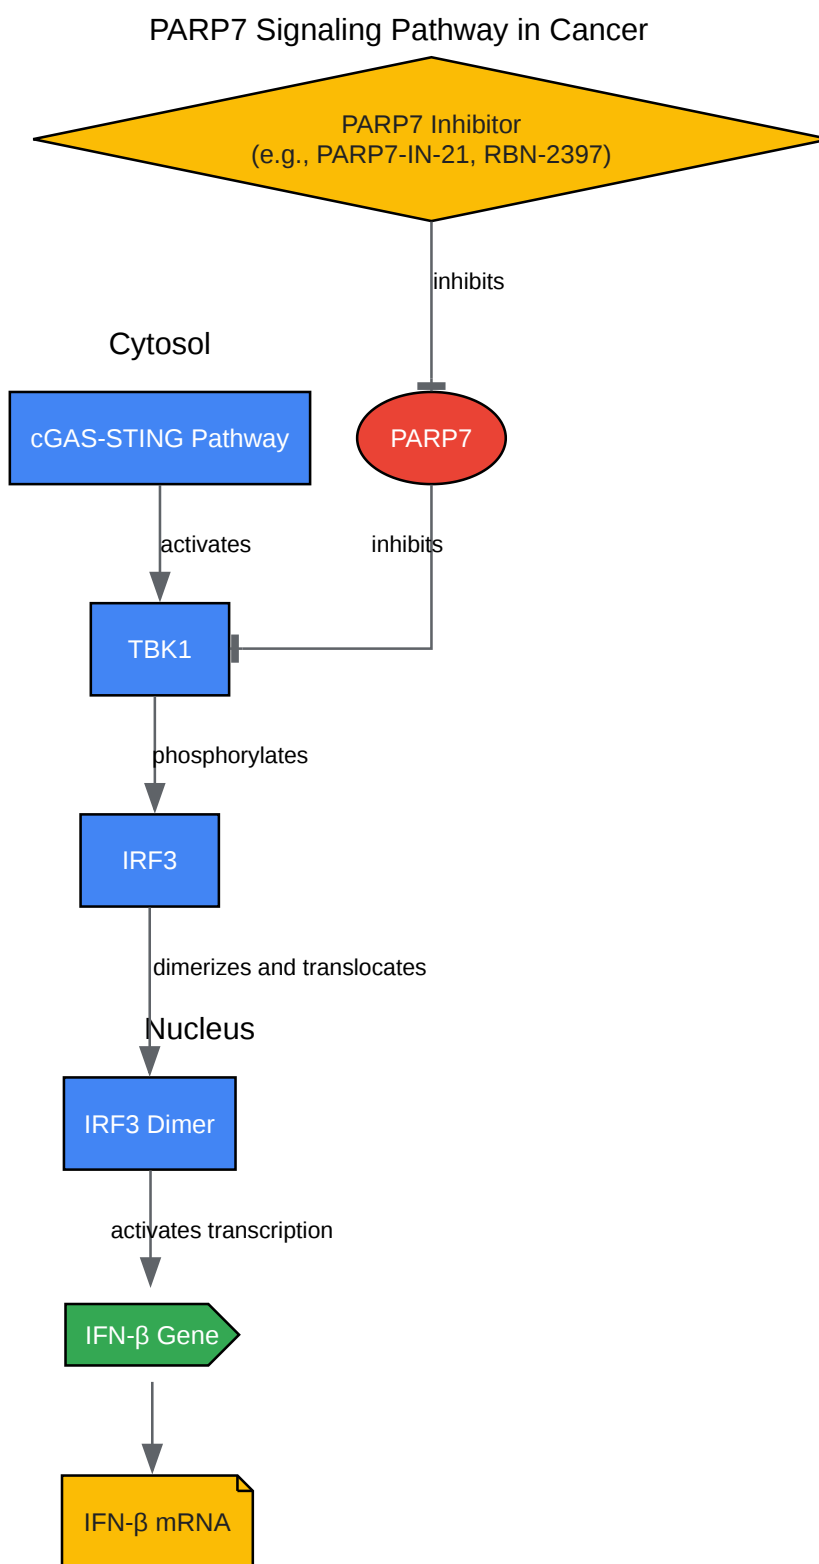 PARP7 Signaling Pathway in Cancer
PARP7 Inhibitor
(e.g., PARP7-IN-21, RBN-2397)
inhibits
Cytosol
cGAS-STING Pathway
PARP7
activates
inhibits
TBK1
phosphorylates
IRF3
dimerizes and translocates
Nucleus
IRF3 Dimer
activates transcription
IFN-β Gene
IFN-β mRNA